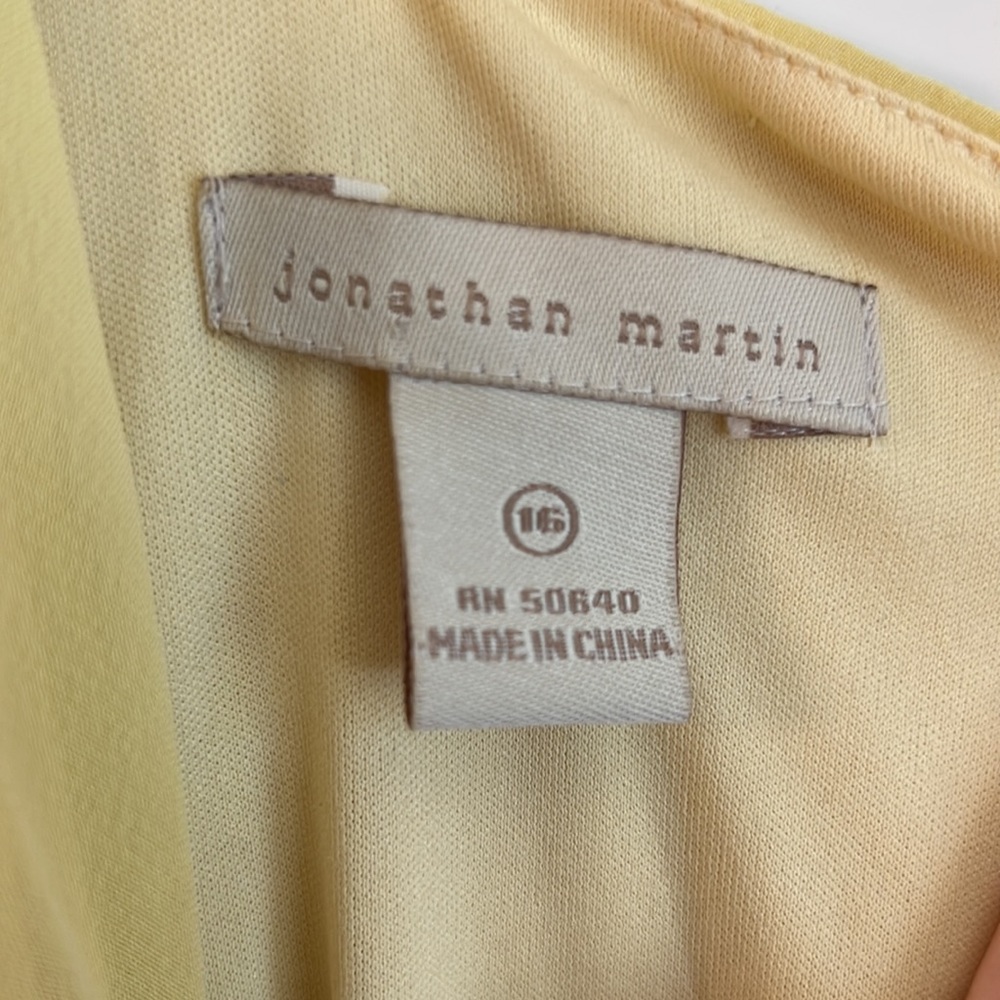 jonathan martin
16
RN 50640
MADE IN CHINA